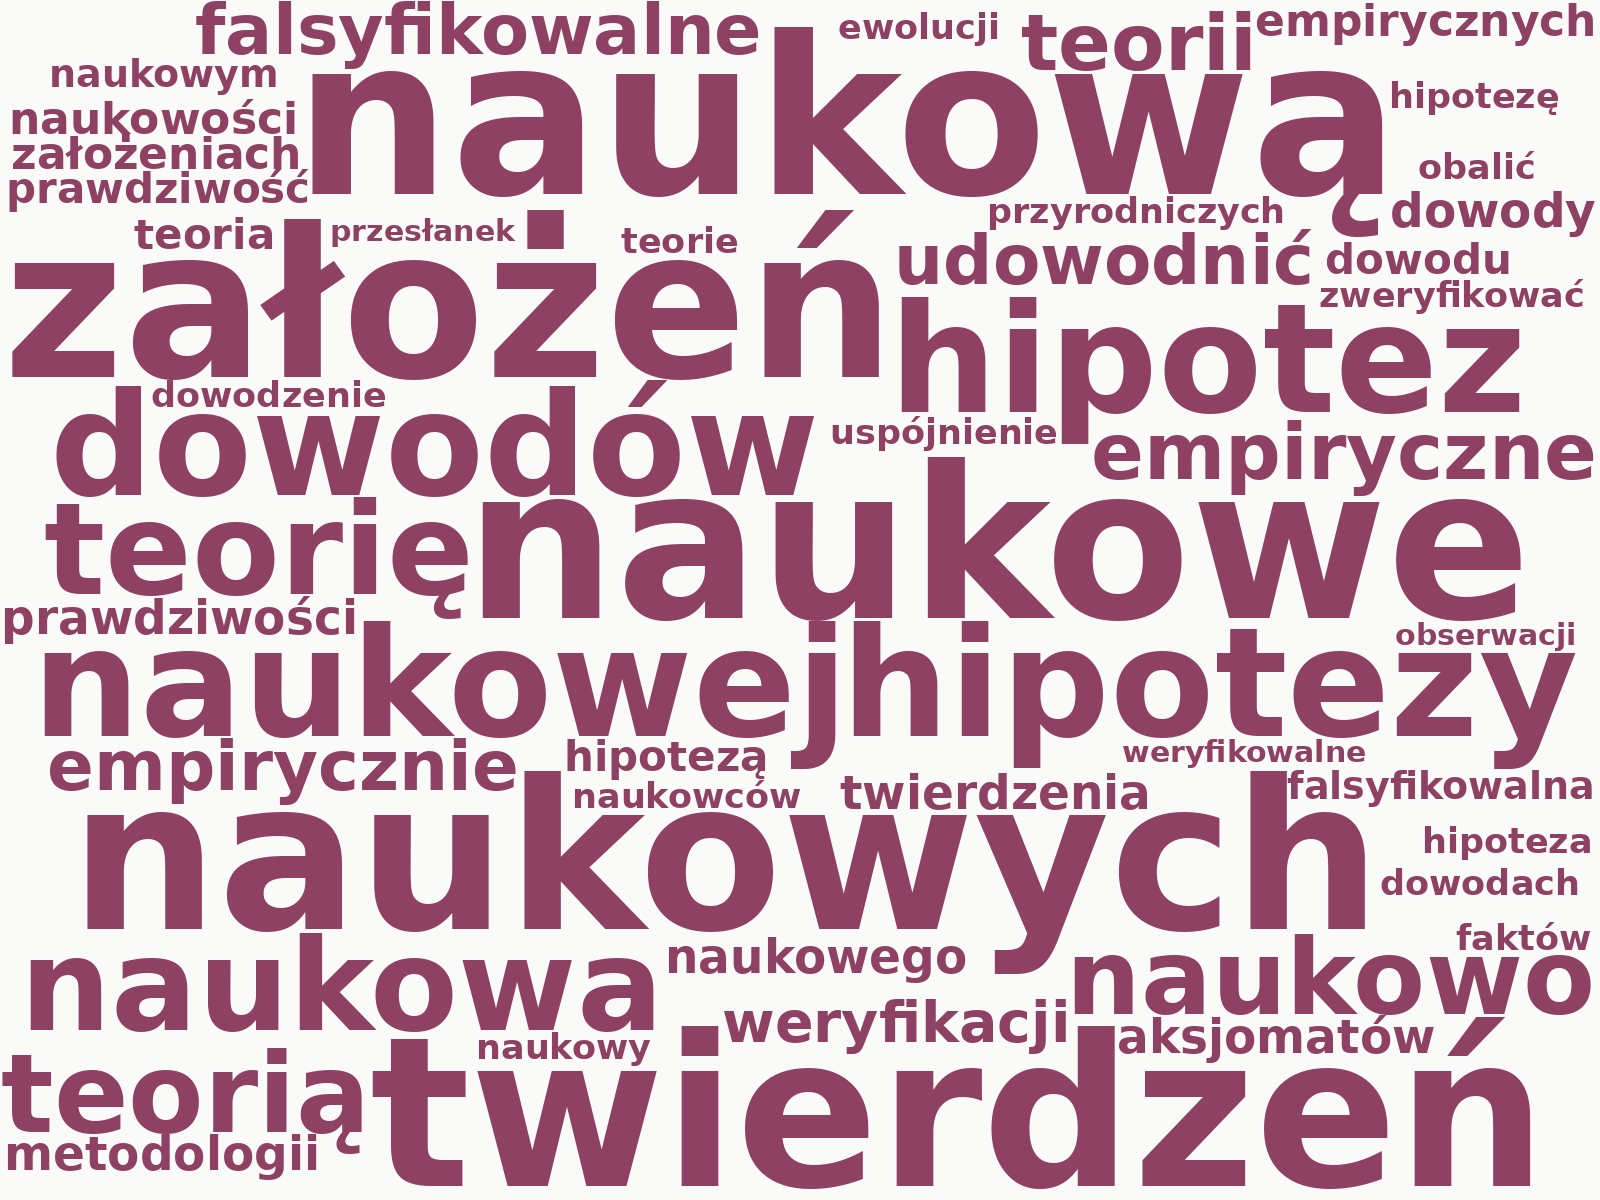 falsyfikowalne ewolucji teorii empirycznych
naukowym naukową hipotezę
naukowości
założeniach obalić
prawdziwość przyrodniczych dowody
teoria przesłanek teorie udowodnić dowodu
założeń zweryfikować
hipotez
dowodzenie
dowodów uspójnienie empiryczne
teorię naukowe
prawdziwości obserwacji
naukowej hipotezy
empirycznie hipotezą weryfikowalne
naukowców twierdzenia falsyfikowalna
naukowych hipoteza
dowodach
naukowa naukowego naukowo faktów
weryfikacji
naukowy aksjomatów
teorią twierdzeń
metodologii